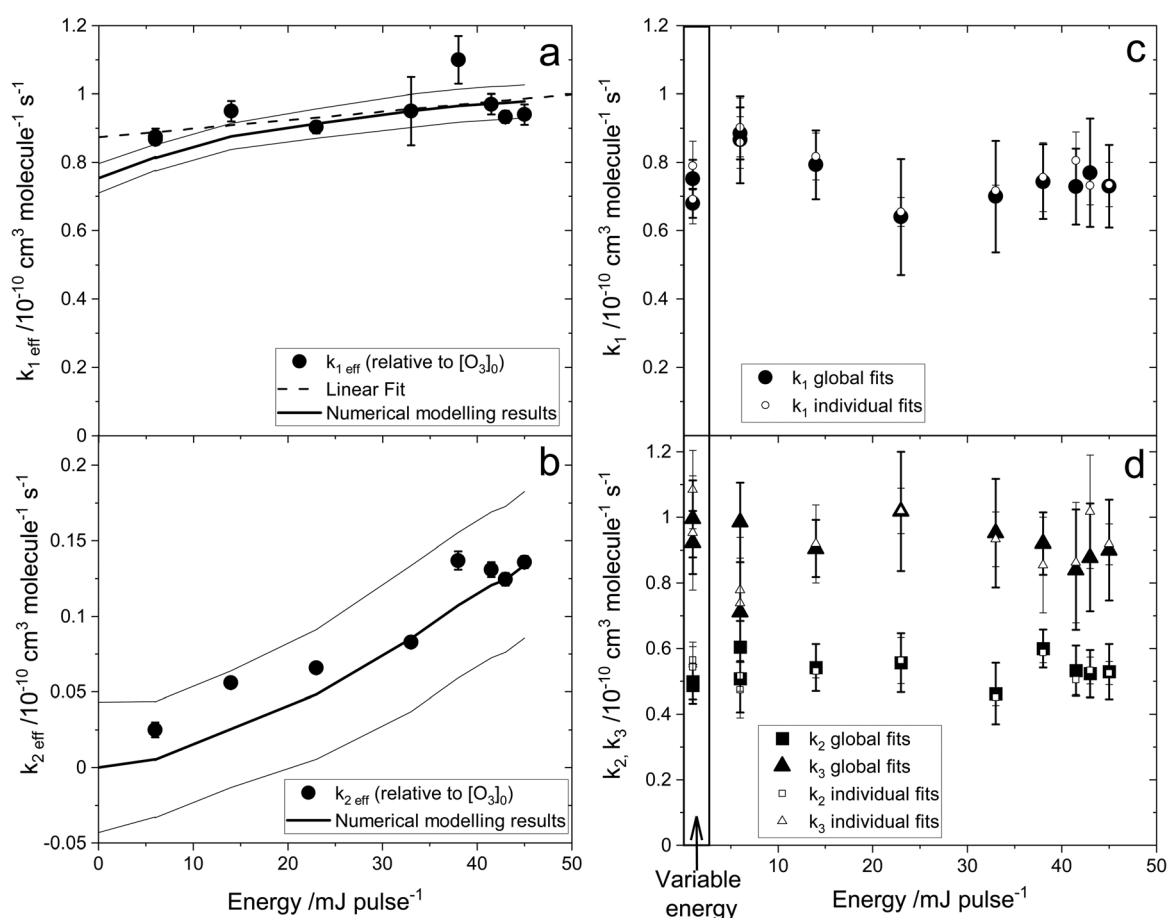 a
k1 eff /10-10 cm3 molecule-1 s-1
1.2
1
0.8
0.6
0.4
0.2
0
k1 eff (relative to [O3]0)
Linear Fit
Numerical modelling results
b
k2 eff /10-10 cm3 molecule-1 s-1
0.2
0.15
0.1
0.05
0
-0.05
k2 eff (relative to [O3]0)
Numerical modelling results
0 10 20 30 40 50
Energy /mJ pulse-1
c
k1 /10-10 cm3 molecule-1 s-1
1.2
1
0.8
0.6
0.4
0.2
0
k1 global fits
k1 individual fits
d
k2, k3 /10-10 cm3 molecule-1 s-1
1.2
1
0.8
0.6
0.4
0.2
0
k2 global fits
k3 global fits
k2 individual fits
k3 individual fits
10 20 30 40 50
Variable
energy
Energy /mJ pulse-1